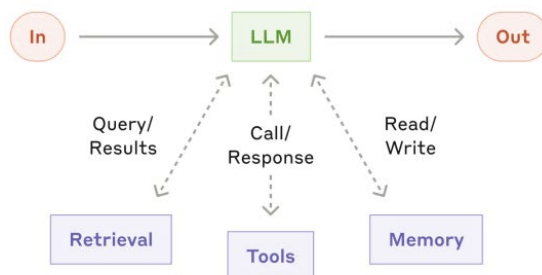 In
LLM
Out
Query/
Results
Call/
Response
Read/
Write
Retrieval
Tools
Memory